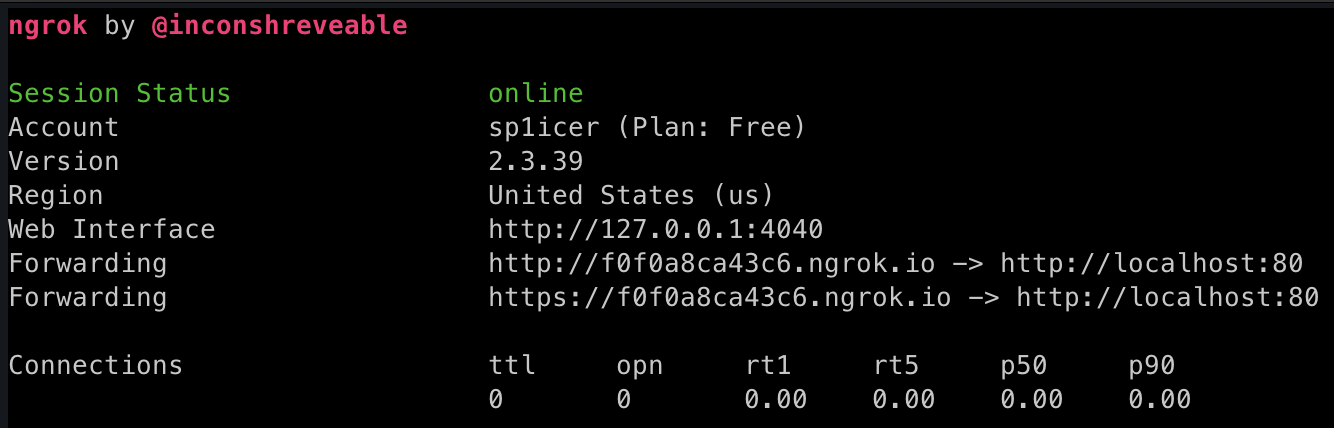 ngrok by @inconshreveable
Session Status online
Account sp1icer (Plan: Free)
Version 2.3.39
Region United States (us)
Web Interface http://127.0.0.1:4040
Forwarding http://f0f0a8ca43c6.ngrok.io -> http://localhost:80
Forwarding https://f0f0a8ca43c6.ngrok.io -> http://localhost:80
Connections ttl opn rt1 rt5 p50 p90
0 0 0.00 0.00 0.00 0.00